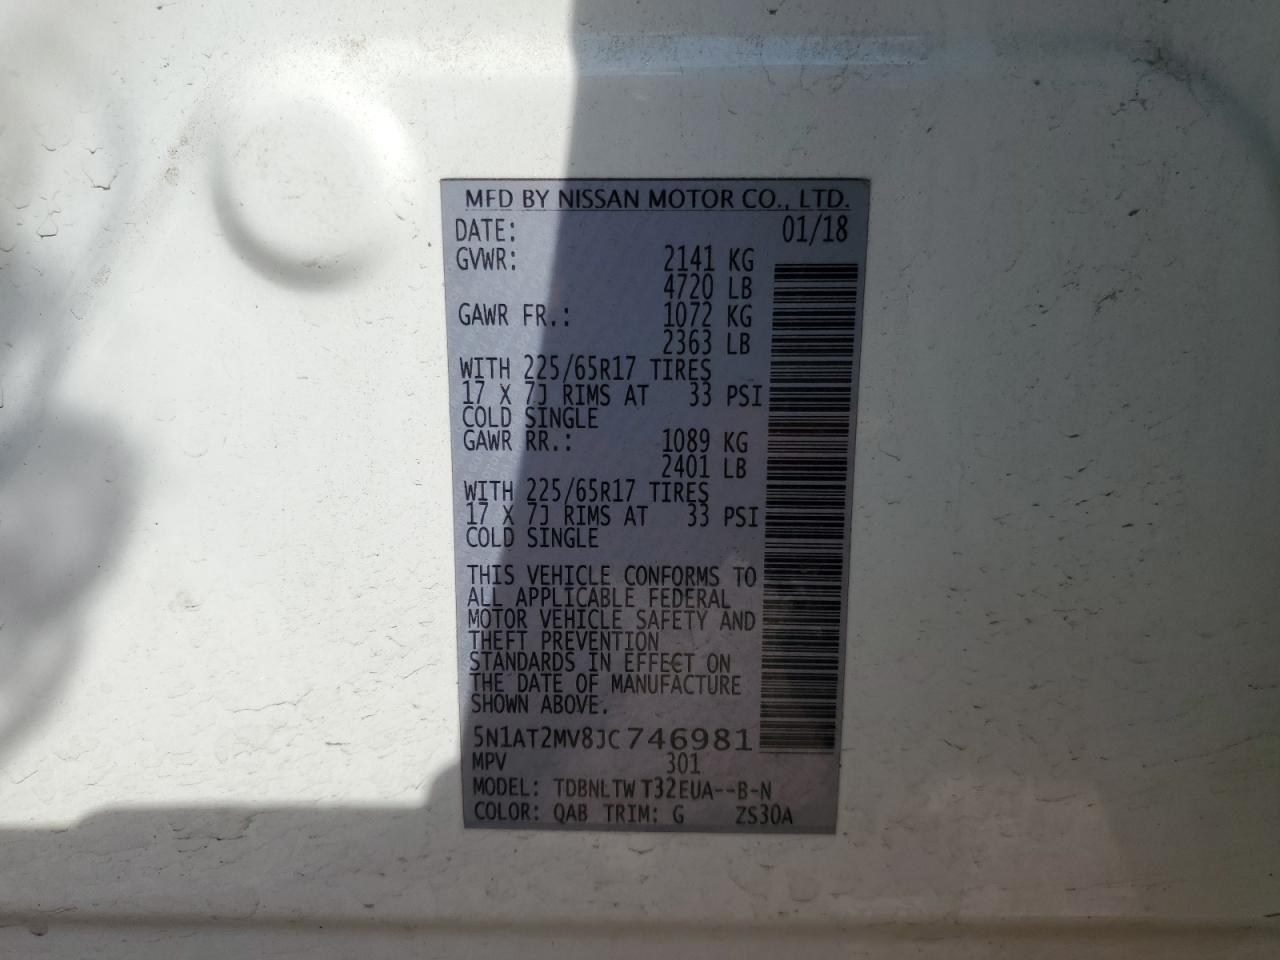 MFD BY NISSAN MOTOR CO., LTD.
DATE: 01/18
GVWR: 2141 KG
4720 LB
GAWR FR.: 1072 KG
2363 LB
WITH 225/65R17 TIRES
17 X 7J RIMS AT 33 PSI
COLD SINGLE
GAWR RR.: 1089 KG
2401 LB
WITH 225/65R17 TIRES
17 X 7J RIMS AT 33 PSI
COLD SINGLE
THIS VEHICLE CONFORMS TO
ALL APPLICABLE FEDERAL
MOTOR VEHICLE SAFETY AND
THEFT PREVENTION
STANDARDS IN EFFECT ON
THE DATE OF MANUFACTURE
SHOWN ABOVE.
5N1AT2MV8JC746981
MPV 301
MODEL: TDBNLTW T32EUA--B-N
COLOR: QAB TRIM: G ZS30A